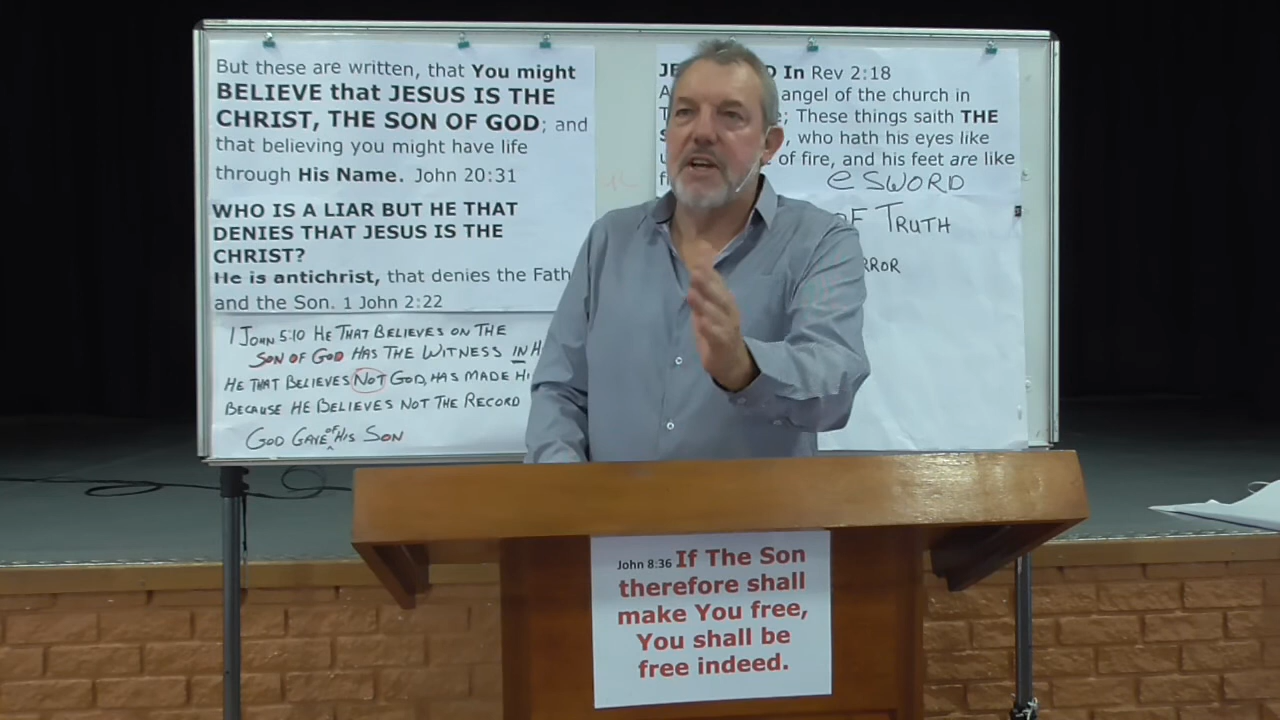 But these are written, that You might
BELIEVE that JESUS IS THE
CHRIST, THE SON OF GOD; and
that believing you might have life
through His Name. John 20:31
WHO IS A LIAR BUT HE THAT
DENIES THAT JESUS IS THE
CHRIST?
He is antichrist, that denies the Fath
and the Son. 1 John 2:22
1 JOHN 5:10 HE THAT BELIEVES ON THE
SON OF GOD HAS THE WITNESS IN H
HE THAT BELIEVES NOT GOD, HAS MADE HI
BECAUSE HE BELIEVES NOT THE RECORD
GOD GAVE OF HIS SON
In Rev 2:18
angel of the church in
These things saith THE
who hath his eyes like
of fire, and his feet are like
e SWORD
OF TRUTH
RROR
John 8:36 If The Son
therefore shall
make You free,
You shall be
free indeed.